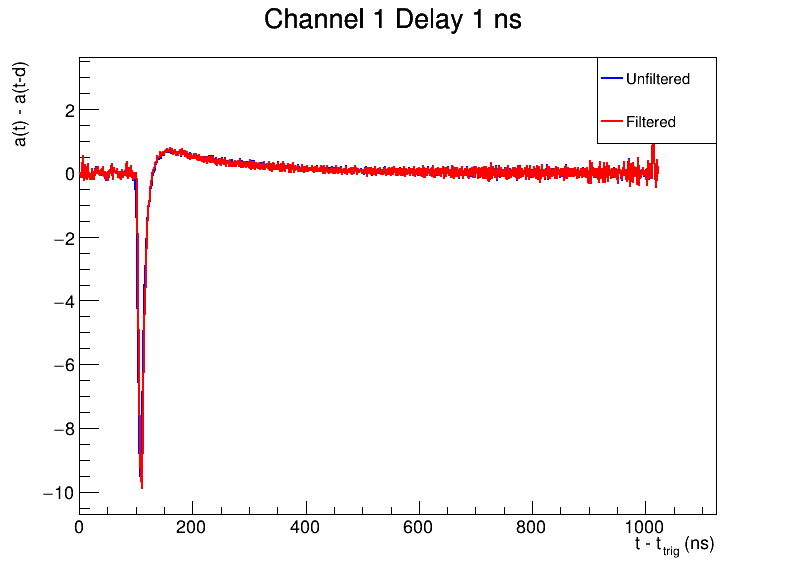 Channel 1 Delay 1 ns
a(t) - a(t-d)
Unfiltered
Filtered
2
0
−2
−4
−6
−8
−10
0 200 400 600 800 1000
t - t_trig (ns)